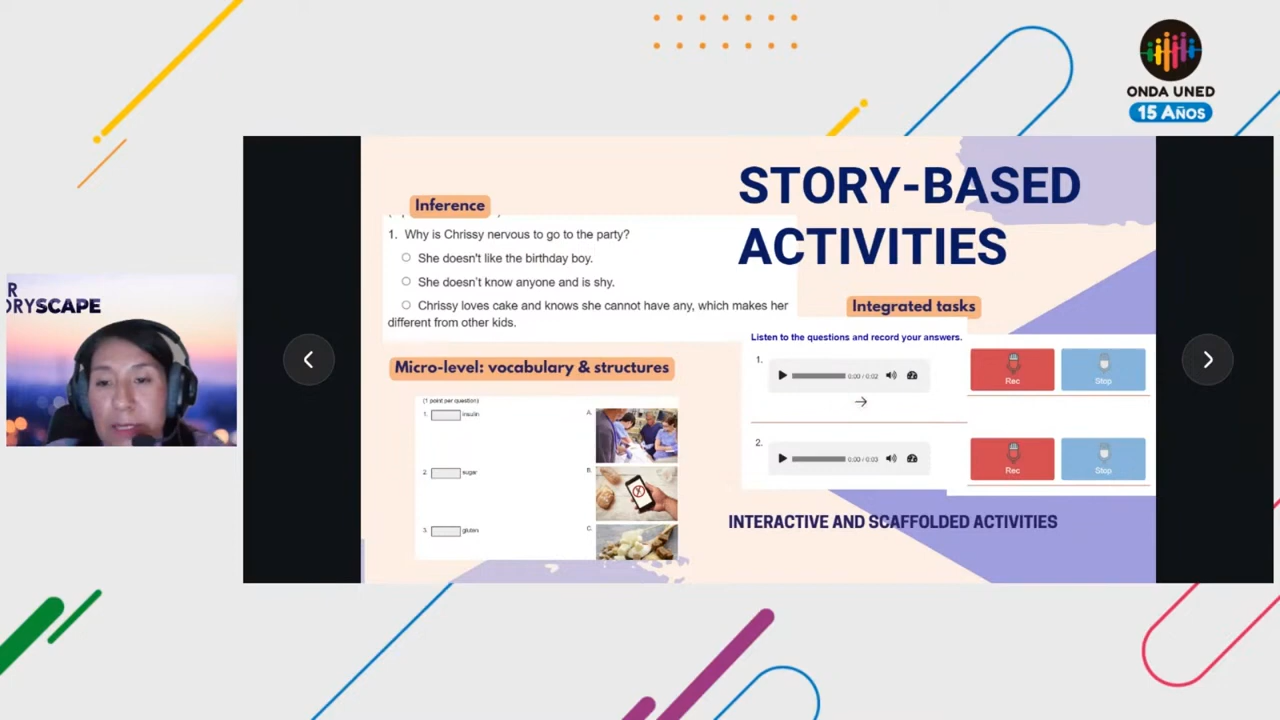 ONDA UNED
15 AÑOS
STORY-BASED
ACTIVITIES
Inference
1. Why is Chrissy nervous to go to the party?
She doesn't like the birthday boy.
She doesn't know anyone and is shy.
Chrissy loves cake and knows she cannot have any, which makes her
different from other kids.
Integrated tasks
Listen to the questions and record your answers.
1.
0:00 / 0:02
Rec
Stop
2.
0:00 / 0:03
Rec
Stop
Micro-level: vocabulary & structures
(1 point per question)
1. insulin
A.
2. sugar
B.
3. gluten
C.
INTERACTIVE AND SCAFFOLDED ACTIVITIES
R
ORYSCAPE